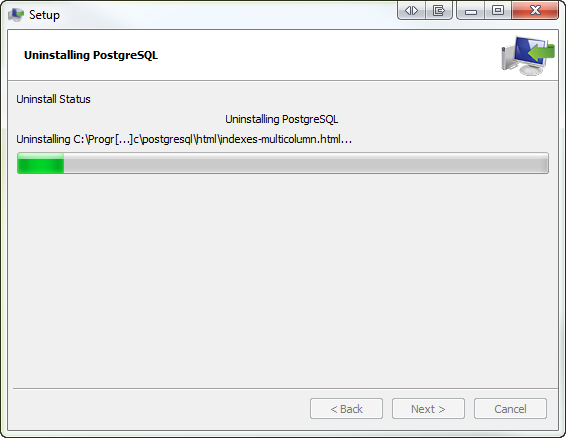 Setup
Uninstalling PostgreSQL
Uninstall Status
Uninstalling PostgreSQL
Uninstalling C:\Progr[...]c\postgresql\html\indexes-multicolumn.html...
< Back
Next >
Cancel